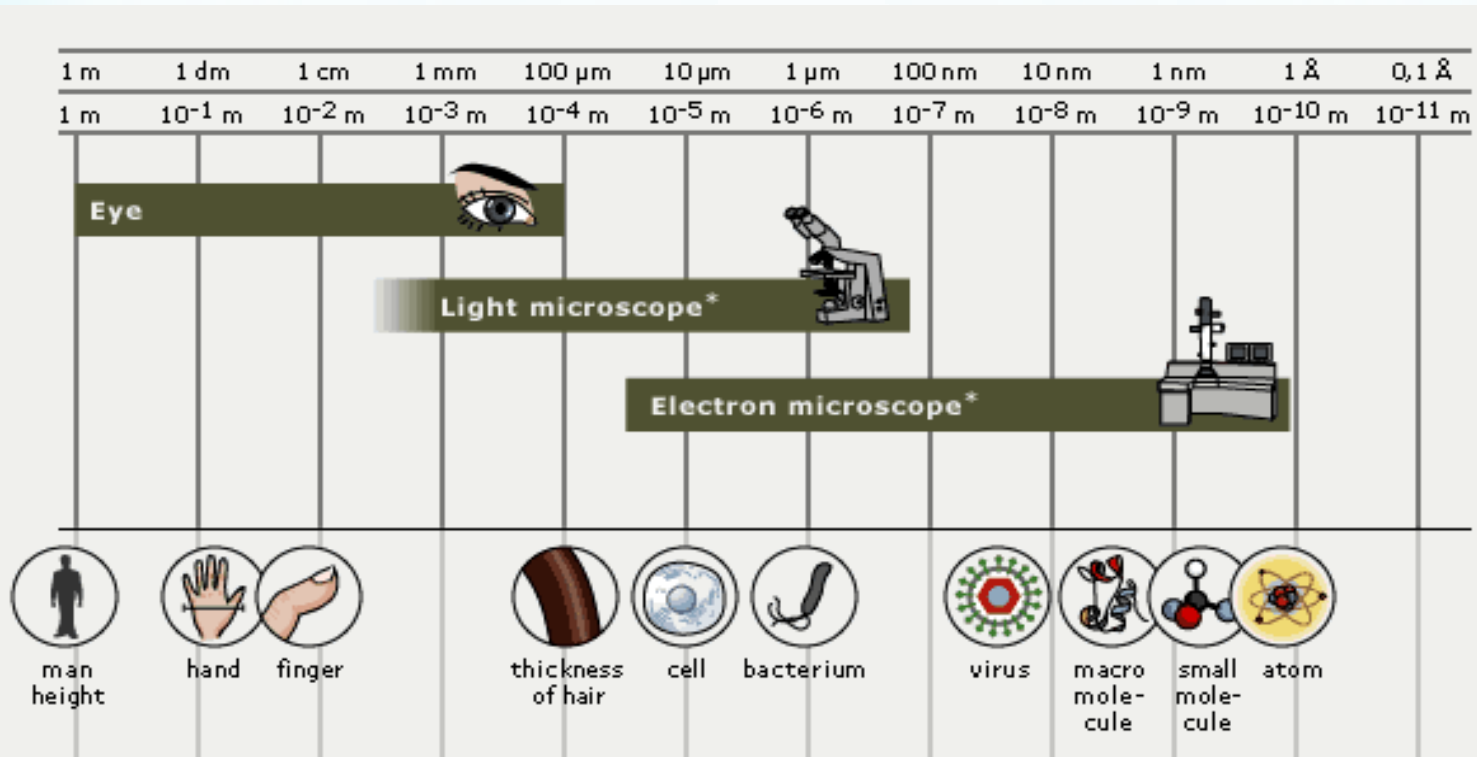 1 m 1 dm 1 cm 1 mm 100 µm 10 µm 1 µm 100 nm 10 nm 1 nm 1 Å 0,1 Å
1 m 10⁻¹ m 10⁻² m 10⁻³ m 10⁻⁴ m 10⁻⁵ m 10⁻⁶ m 10⁻⁷ m 10⁻⁸ m 10⁻⁹ m 10⁻¹⁰ m 10⁻¹¹ m
Eye
Light microscope*
Electron microscope*
man
height
hand
finger
thickness
of hair
cell
bacterium
virus
macro
mole-
cule
small
mole-
cule
atom